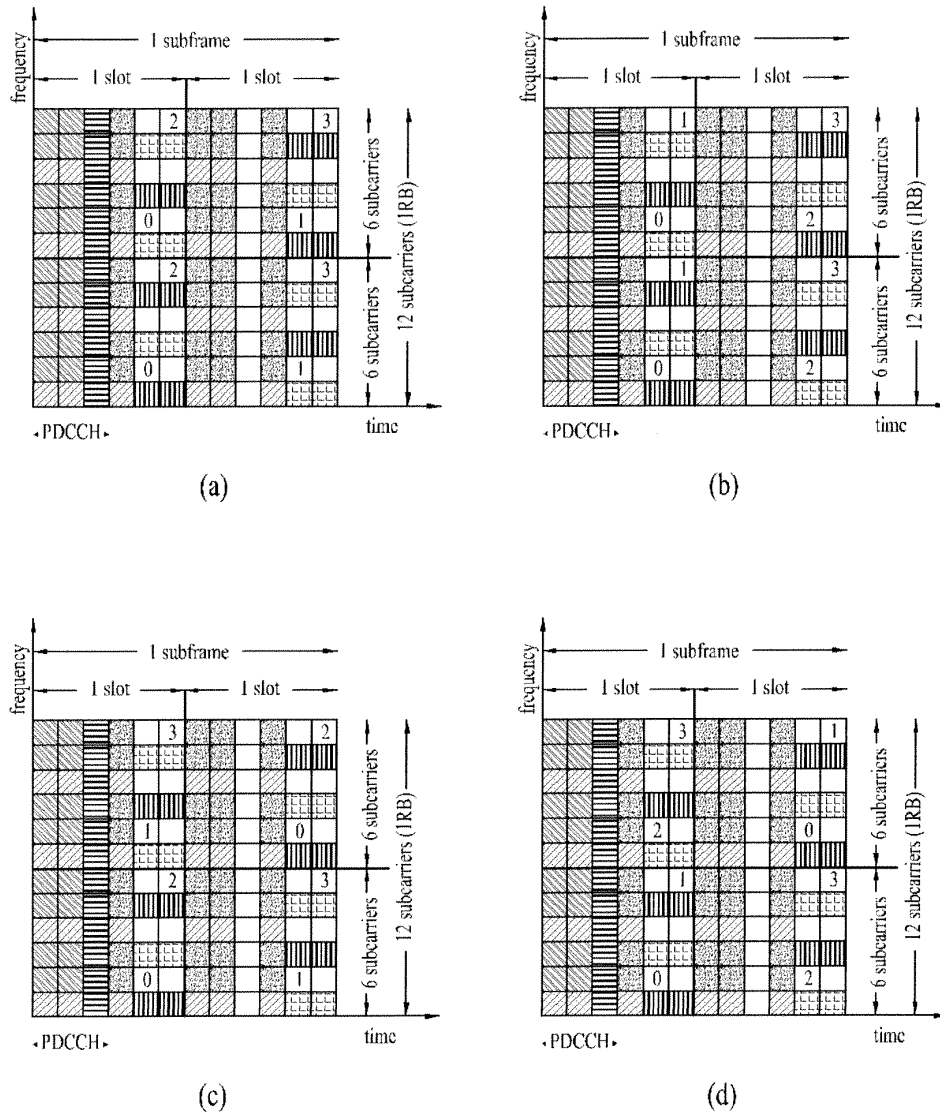 frequency
1 subframe
1 slot 1 slot
2 3
0 1
2 3
0 1
6 subcarriers
6 subcarriers
12 subcarriers (1RB)
PDCCH
time
(a)
frequency
1 subframe
1 slot 1 slot
1 3
0 2
1 3
0 2
6 subcarriers
6 subcarriers
12 subcarriers (1RB)
PDCCH
time
(b)
frequency
1 subframe
1 slot 1 slot
3 2
1 0
2 3
0 1
6 subcarriers
6 subcarriers
12 subcarriers (1RB)
PDCCH
time
(c)
frequency
1 subframe
1 slot 1 slot
3 1
2 0
1 3
0 2
6 subcarriers
6 subcarriers
12 subcarriers (1RB)
PDCCH
time
(d)